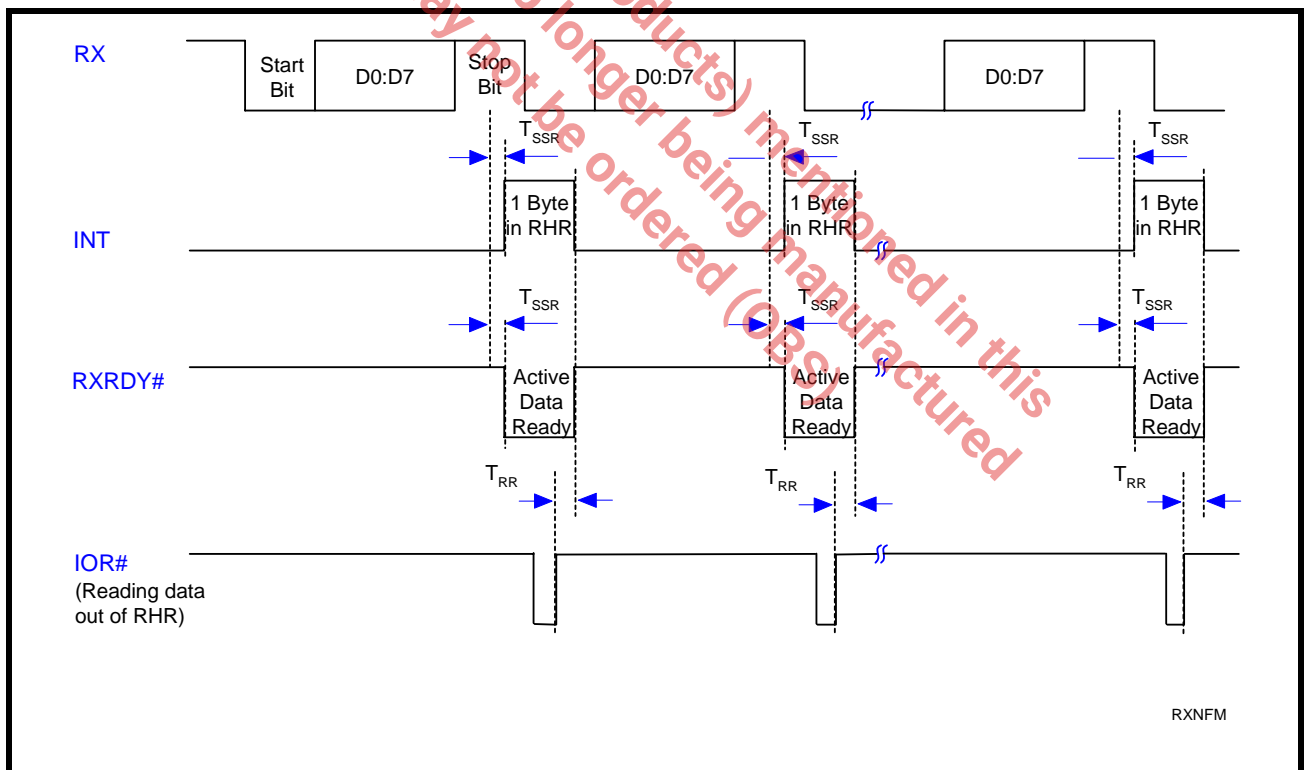 RX
Start
Bit
D0:D7
Stop
Bit
D0:D7
D0:D7
TSSR
TSSR
TSSR
INT
1 Byte
in RHR
1 Byte
in RHR
1 Byte
in RHR
TSSR
TSSR
TSSR
RXRDY#
Active
Data
Ready
Active
Data
Ready
Active
Data
Ready
TRR
TRR
TRR
IOR#
(Reading data
out of RHR)
RXNFM
oducts) mentioned in this
longer being manufactured
ay not be ordered (OBS)